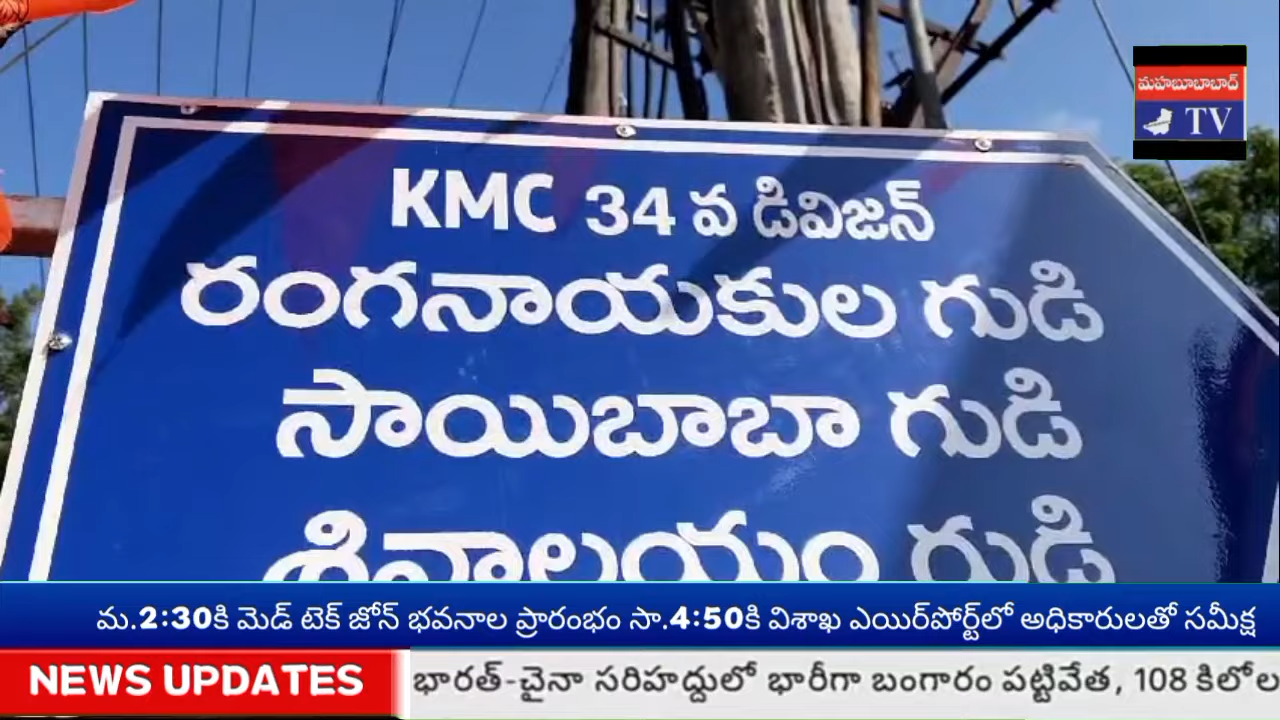 మహబూబాబాద్
TV
KMC 34 వ డివిజన్
రంగనాయకుల గుడి
సాయిబాబా గుడి
శివాలయం గుడి
మ.2:30కి మెడ్ టెక్ జోన్ భవనాల ప్రారంభం సా.4:50కి విశాఖ ఎయిర్‌పోర్ట్‌లో అధికారులతో సమీక్ష
NEWS UPDATES
భారత్-చైనా సరిహద్దులో భారీగా బంగారం పట్టివేత, 108 కిలోల